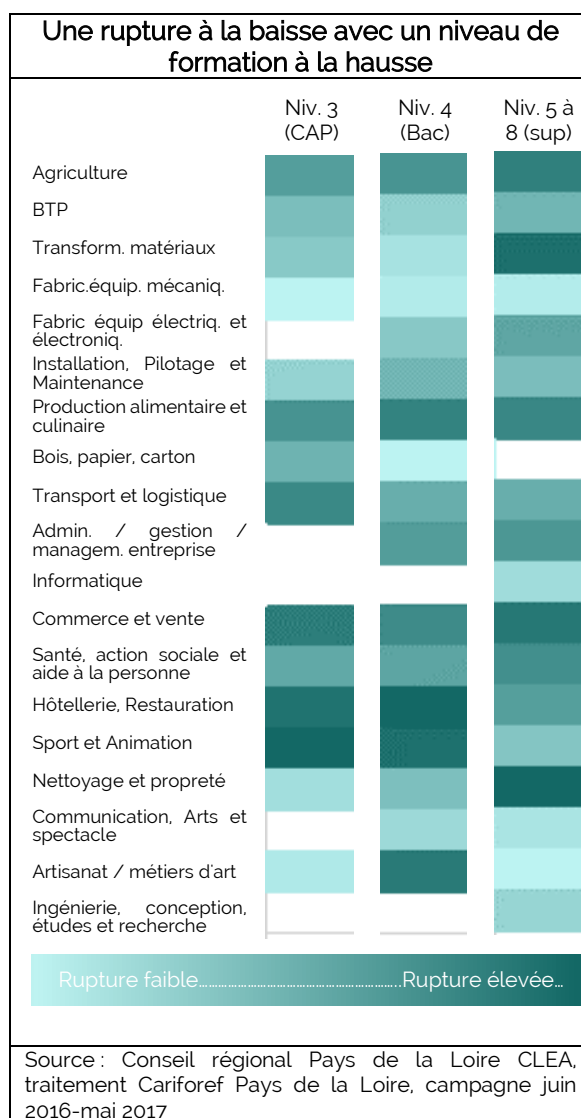 Une rupture à la baisse avec un niveau de
formation à la hausse
Niv. 3
(CAP)
Niv. 4
(Bac)
Niv. 5 à
8 (sup)
Agriculture
BTP
Transform. matériaux
Fabric.équip. mécaniq.
Fabric équip électriq. et
électroniq.
Installation, Pilotage et
Maintenance
Production alimentaire et
culinaire
Bois, papier, carton
Transport et logistique
Admin. / gestion /
managem. entreprise
Informatique
Commerce et vente
Santé, action sociale et
aide à la personne
Hôtellerie, Restauration
Sport et Animation
Nettoyage et propreté
Communication, Arts et
spectacle
Artisanat / métiers d'art
Ingénierie, conception,
études et recherche
Rupture faible……………………………………………..Rupture élevée…
Source : Conseil régional Pays de la Loire CLEA,
traitement Cariforef Pays de la Loire, campagne juin
2016-mai 2017